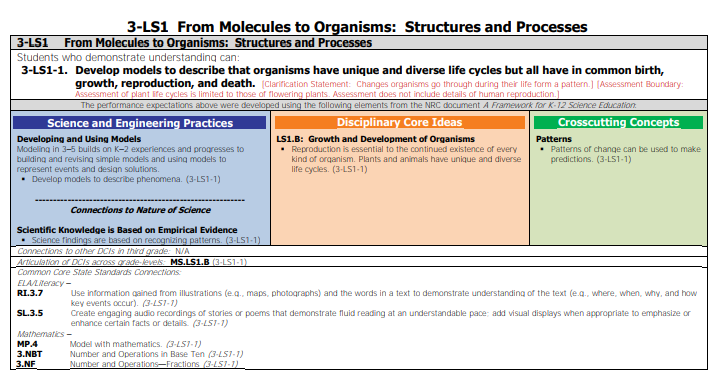 3-LS1 From Molecules to Organisms: Structures and Processes
3-LS1 From Molecules to Organisms: Structures and Processes
Students who demonstrate understanding can:
3-LS1-1. Develop models to describe that organisms have unique and diverse life cycles but all have in common birth,
growth, reproduction, and death. [Clarification Statement: Changes organisms go through during their life form a pattern.] [Assessment Boundary:
Assessment of plant life cycles is limited to those of flowering plants. Assessment does not include details of human reproduction.]
The performance expectations above were developed using the following elements from the NRC document A Framework for K-12 Science Education
Science and Engineering Practices
Developing and Using Models
Modeling in 3–5 builds on K–2 experiences and progresses to
building and revising simple models and using models to
represent events and design solutions.
▪ Develop models to describe phenomena. (3-LS1-1)
---------------------------------------------------
Connections to Nature of Science
Scientific Knowledge is Based on Empirical Evidence
▪ Science findings are based on recognizing patterns. (3-LS1-1)
Disciplinary Core Ideas
LS1.B: Growth and Development of Organisms
▪ Reproduction is essential to the continued existence of every
kind of organism. Plants and animals have unique and diverse
life cycles. (3-LS1-1)
Crosscutting Concepts
Patterns
▪ Patterns of change can be used to make
predictions. (3-LS1-1)
Connections to other DCIs in third grade: N/A
Articulation of DCIs across grade-levels: MS.LS1.B (3-LS1-1)
Common Core State Standards Connections:
ELA/Literacy –
RI.3.7 Use information gained from illustrations (e.g., maps, photographs) and the words in a text to demonstrate understanding of the text (e.g., where, when, why, and how
key events occur). (3-LS1-1)
SL.3.5 Create engaging audio recordings of stories or poems that demonstrate fluid reading at an understandable pace: add visual displays when appropriate to emphasize or
enhance certain facts or details. (3-LS1-1)
Mathematics –
MP.4 Model with mathematics. (3-LS1-1)
3.NBT Number and Operations in Base Ten (3-LS1-1)
3.NF Number and Operations—Fractions (3-LS1-1)